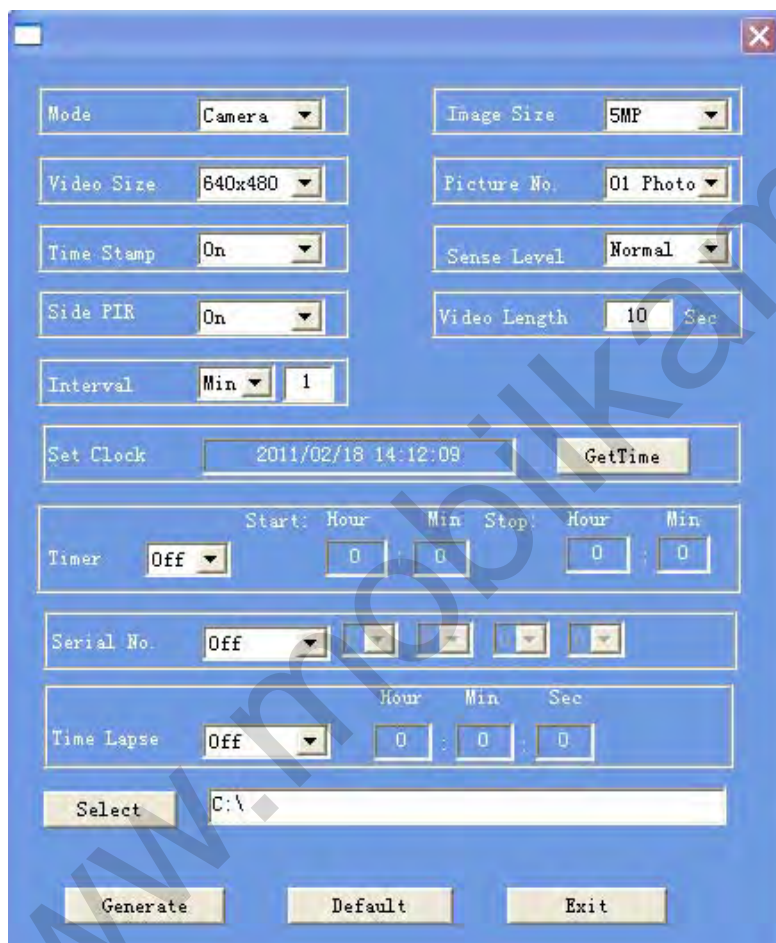 Mode Camera Image Size 5MP
Video Size 640x480 Picture No. 01 Photo
Time Stamp On Sense Level Normal
Side PIR On Video Length 10 Sec
Interval Min 1
Set Clock 2011/02/18 14:12:09 GetTime
Start: Hour Min Stop: Hour Min
Timer Off 0 : 0 0 : 0
Serial No. Off
Hour Min Sec
Time Lapse Off 0 : 0 : 0
Select C:\
Generate Default Exit